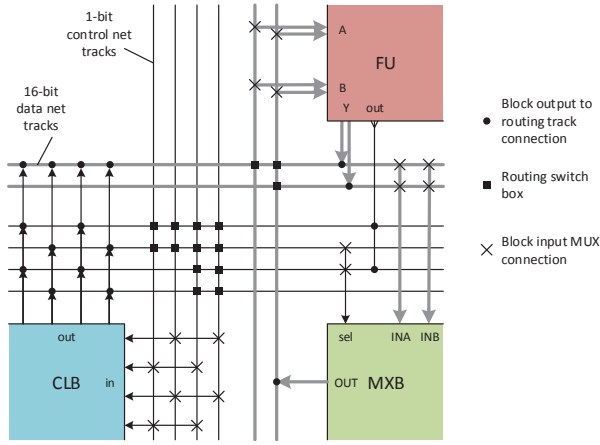 1-bit
control net
tracks
16-bit
data net
tracks
A
FU
B
Y out
Block output to
routing track
connection
Routing switch
box
Block input MUX
connection
out
CLB
in
sel INA INB
OUT MXB